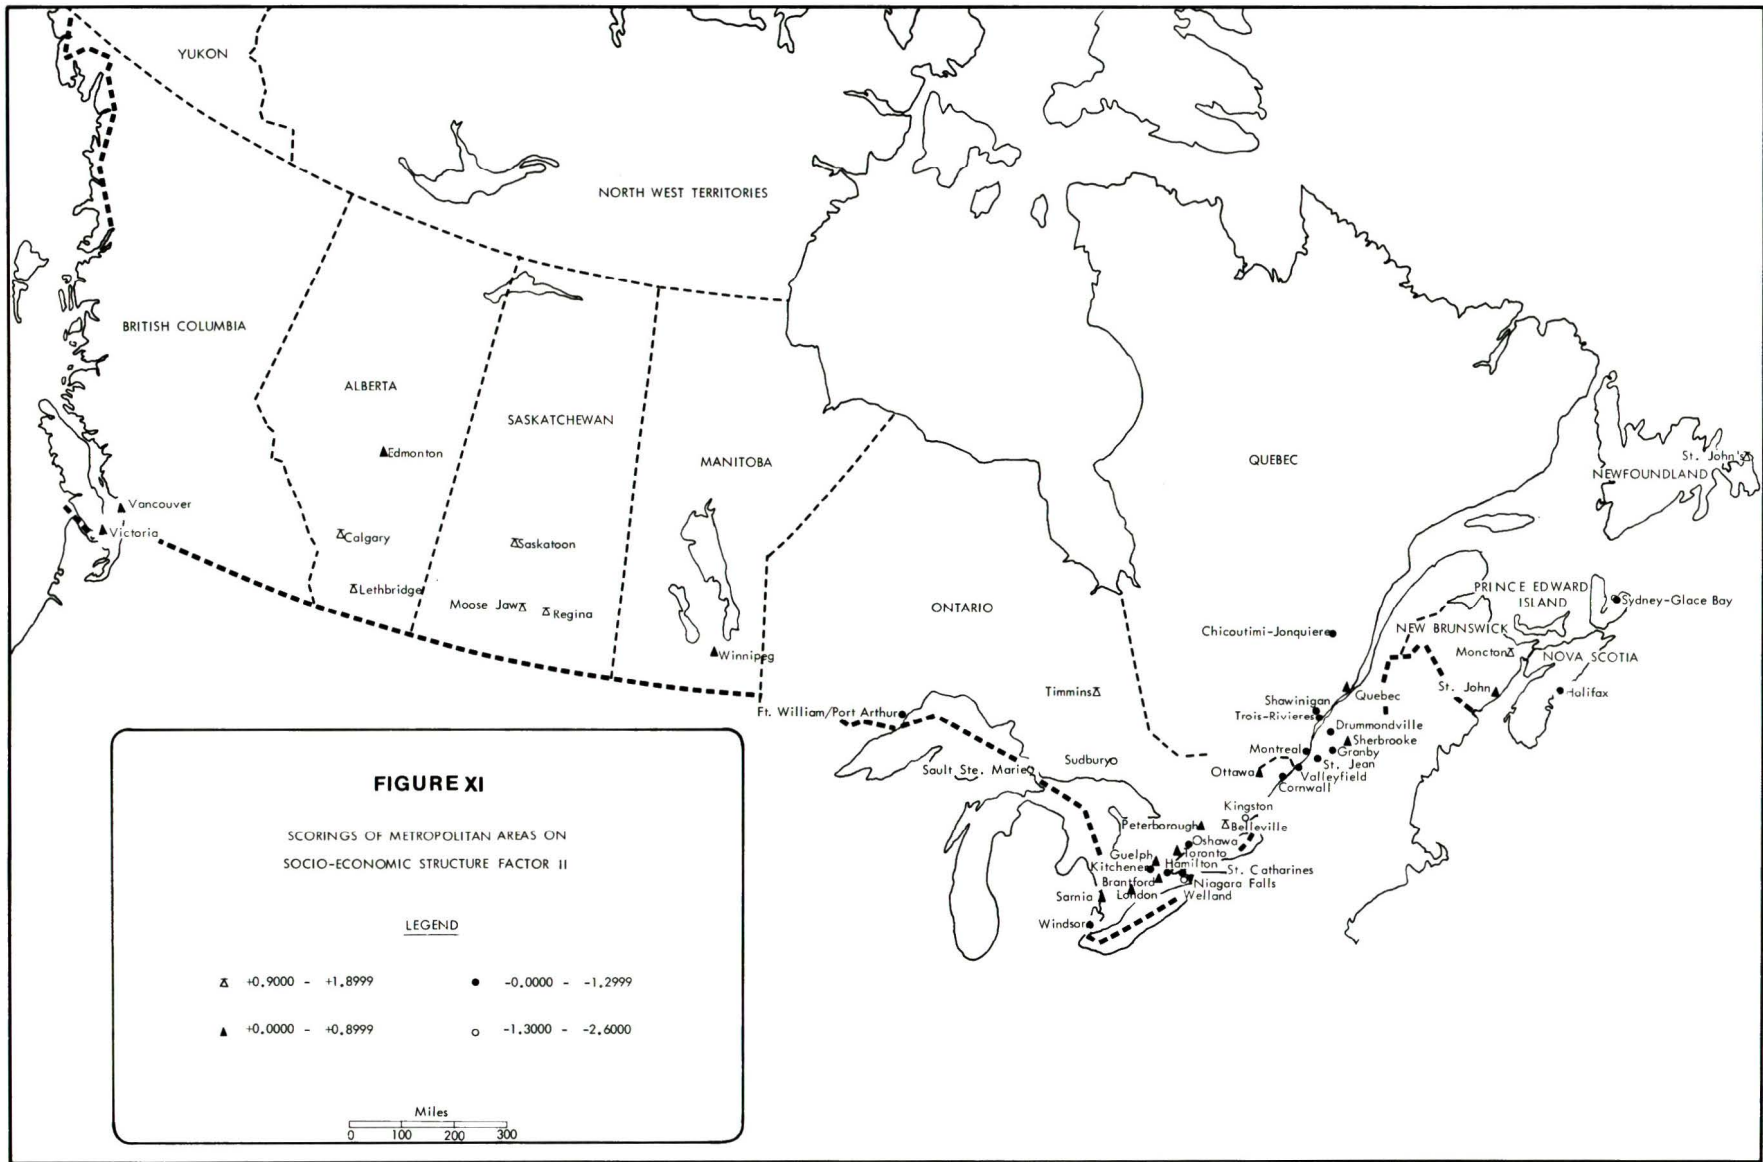 YUKON
NORTH WEST TERRITORIES
BRITISH COLUMBIA
ALBERTA
SASKATCHEWAN
MANITOBA
QUEBEC
ONTARIO
NEWFOUNDLAND
PRINCE EDWARD
ISLAND
NEW BRUNSWICK
NOVA SCOTIA
Edmonton
Vancouver
Victoria
Calgary
Lethbridge
Saskatoon
Moose Jaw
Regina
Winnipeg
St. John's
Sydney-Glace Bay
Moncton
St. John
Halifax
Chicoutimi-Jonquiere
Quebec
Shawinigan
Trois-Rivieres
Drummondville
Sherbrooke
Granby
Montreal
St. Jean
Valleyfield
Cornwall
Ottawa
Timmins
Ft. William/Port Arthur
Sault Ste. Marie
Sudbury
Kingston
Peterborough
Belleville
Oshawa
Toronto
Guelph
Hamilton
Kitchener
St. Catharines
Brantford
Niagara Falls
London
Welland
Sarnia
Windsor
FIGURE XI
SCORINGS OF METROPOLITAN AREAS ON
SOCIO-ECONOMIC STRUCTURE FACTOR II
LEGEND
+0.9000 - +1.8999
-0.0000 - -1.2999
+0.0000 - +0.8999
-1.3000 - -2.6000
Miles
0 100 200 300